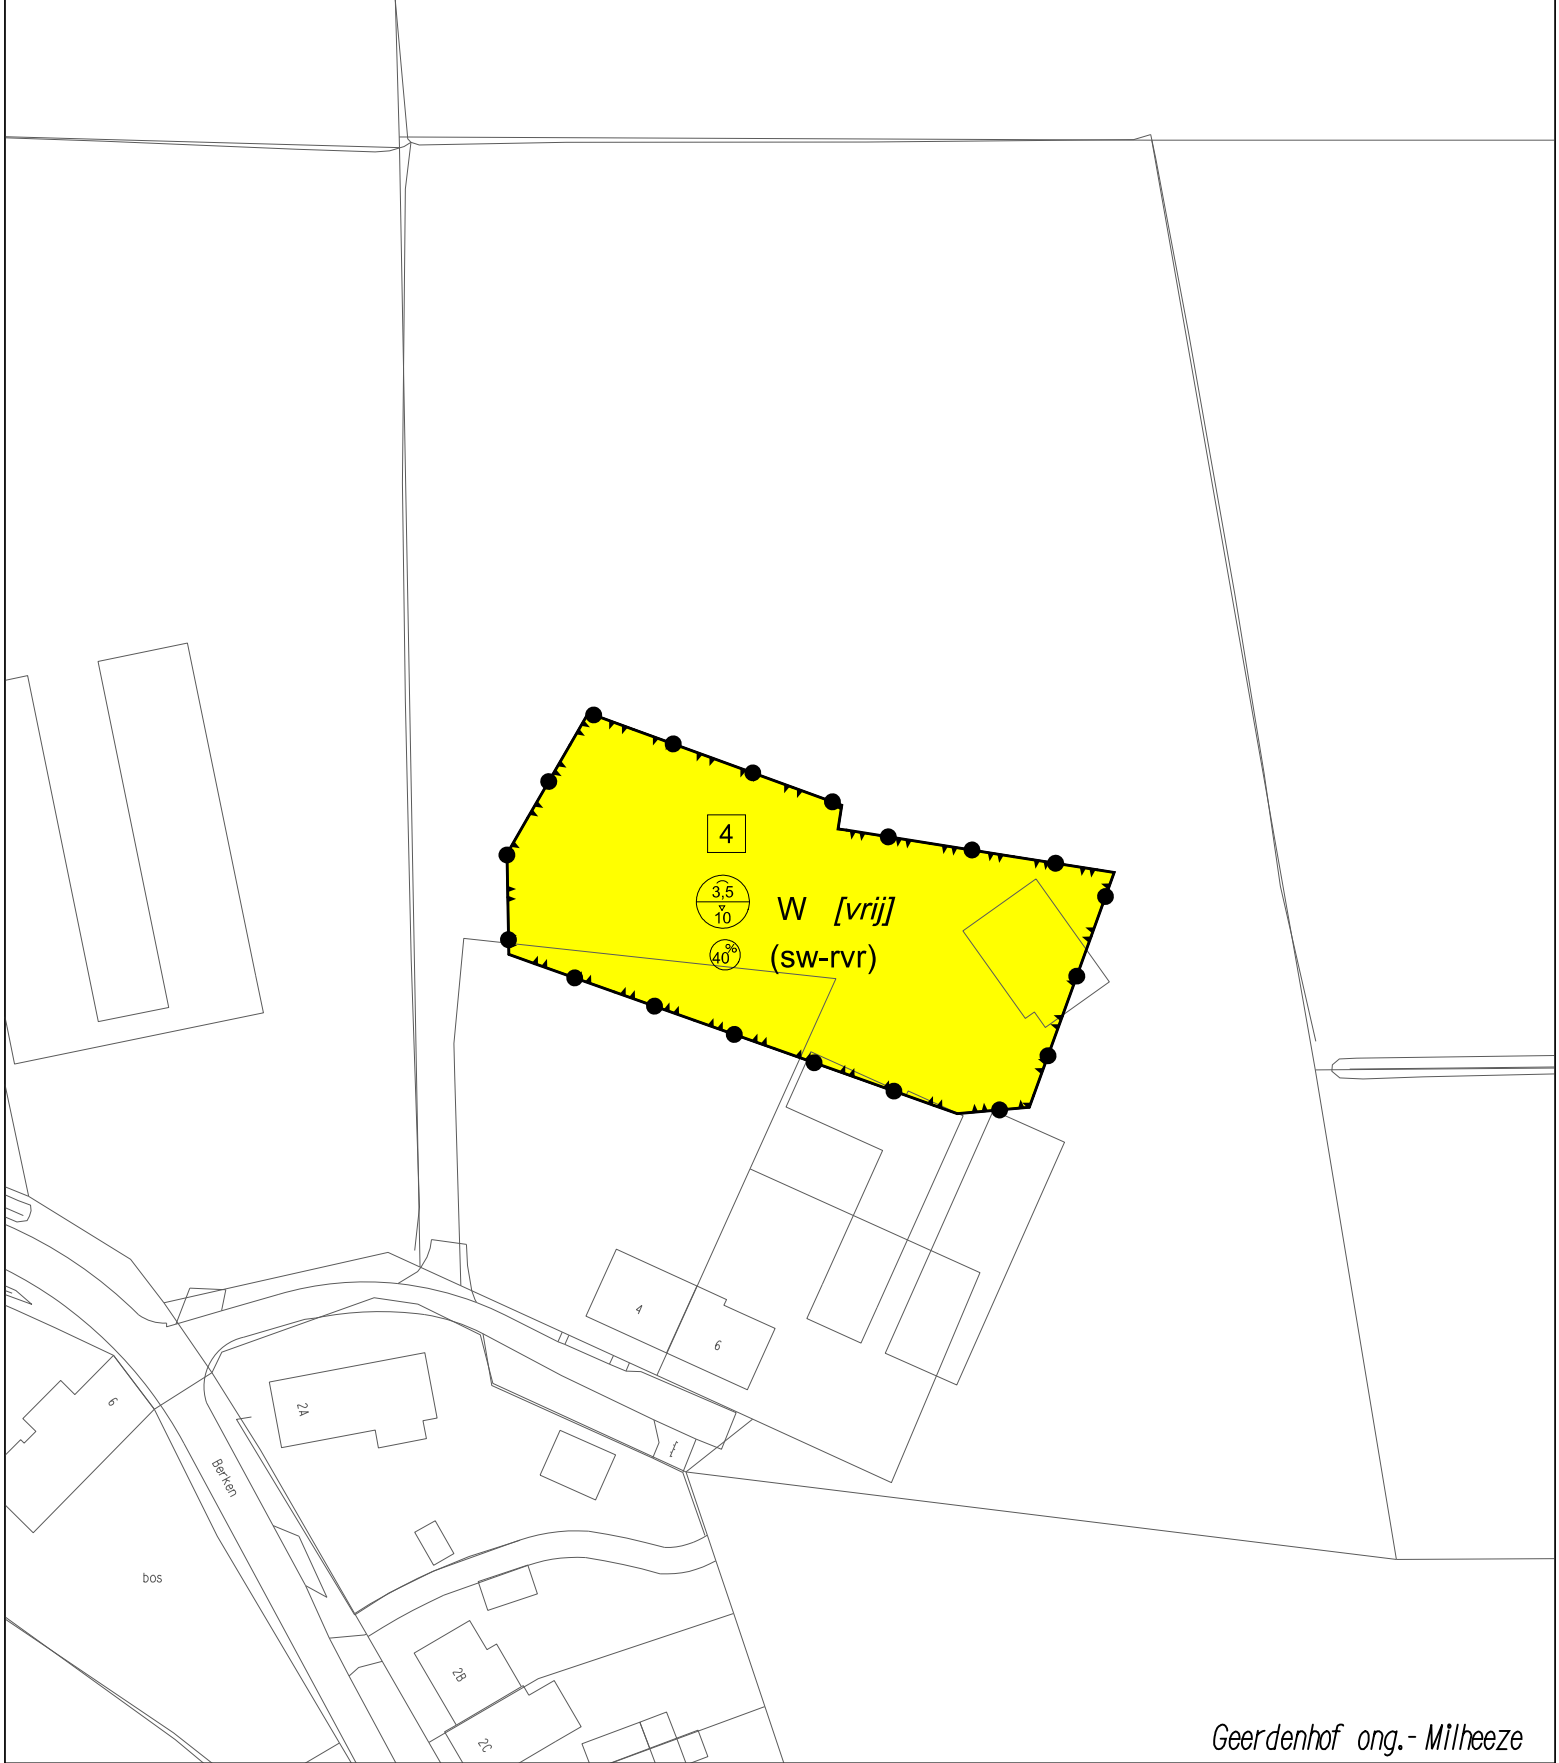 4
3,5
10
W [vrij]
40%
(sw-rvr)
4
6
6
2A
Berken
bos
2B
2C
Geerdenhof ong.- Milheeze